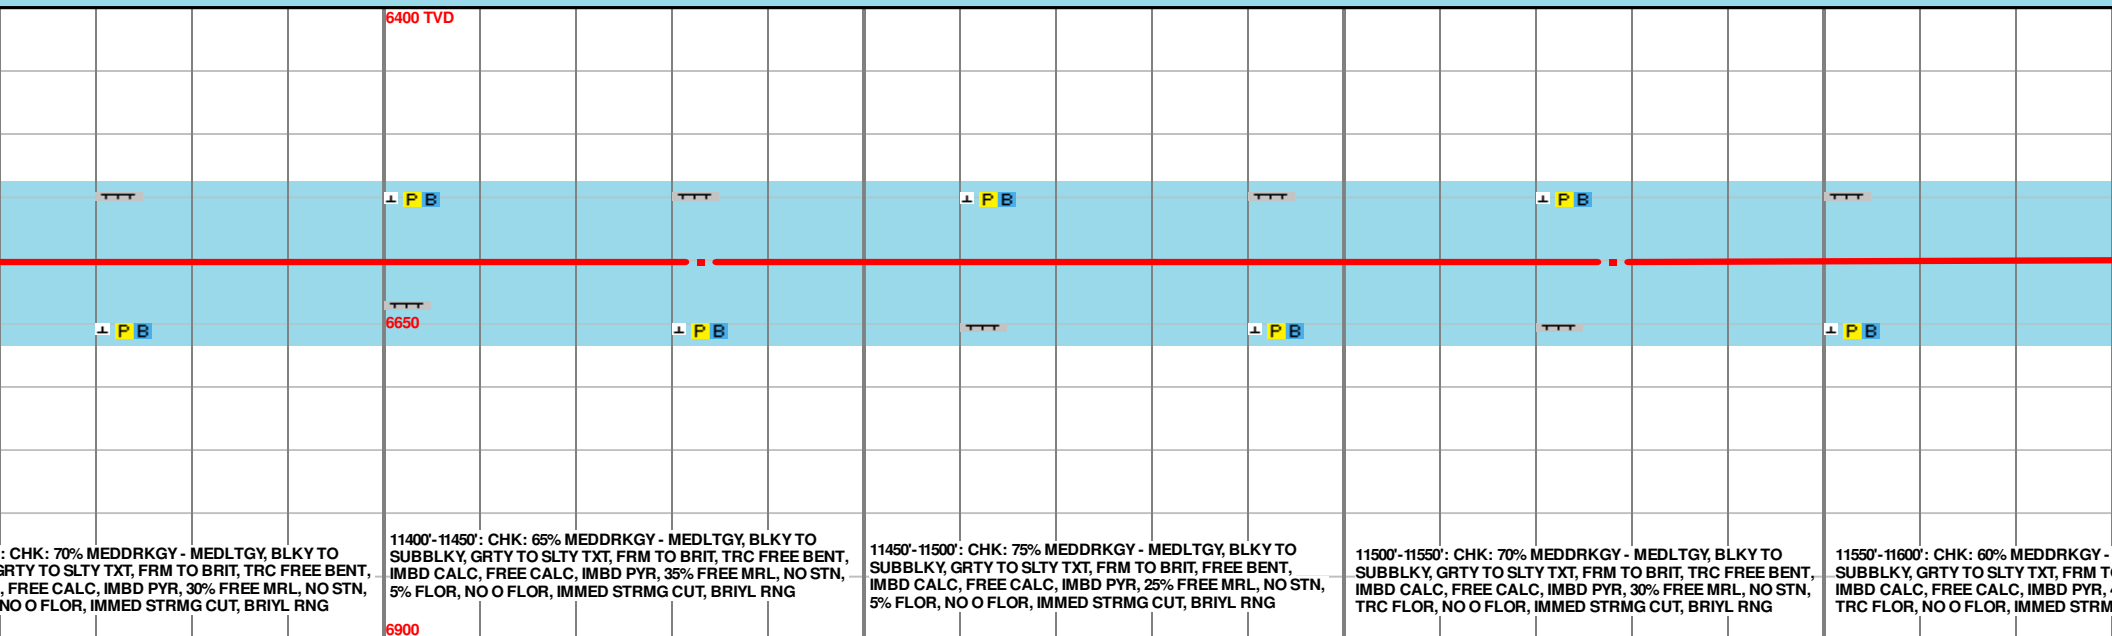 6400 TVD
P B
P B
P B
6650
P B
P B
P B
P B
: CHK: 70% MEDDRKGY - MEDLTGY, BLKY TO
GRTY TO SLTY TXT, FRM TO BRIT, TRC FREE BENT,
, FREE CALC, IMBD PYR, 30% FREE MRL, NO STN,
NO O FLOR, IMMED STRMG CUT, BRIYL RNG
11400'-11450': CHK: 65% MEDDRKGY - MEDLTGY, BLKY TO
SUBBLKY, GRTY TO SLTY TXT, FRM TO BRIT, TRC FREE BENT,
IMBD CALC, FREE CALC, IMBD PYR, 35% FREE MRL, NO STN,
5% FLOR, NO O FLOR, IMMED STRMG CUT, BRIYL RNG
11450'-11500': CHK: 75% MEDDRKGY - MEDLTGY, BLKY TO
SUBBLKY, GRTY TO SLTY TXT, FRM TO BRIT, FREE BENT,
IMBD CALC, FREE CALC, IMBD PYR, 25% FREE MRL, NO STN,
5% FLOR, NO O FLOR, IMMED STRMG CUT, BRIYL RNG
11500'-11550': CHK: 70% MEDDRKGY - MEDLTGY, BLKY TO
SUBBLKY, GRTY TO SLTY TXT, FRM TO BRIT, TRC FREE BENT,
IMBD CALC, FREE CALC, IMBD PYR, 30% FREE MRL, NO STN,
TRC FLOR, NO O FLOR, IMMED STRMG CUT, BRIYL RNG
11550'-11600': CHK: 60% MEDDRKGY -
SUBBLKY, GRTY TO SLTY TXT, FRM
IMBD CALC, FREE CALC, IMBD PYR,
TRC FLOR, NO O FLOR, IMMED STRM
6900